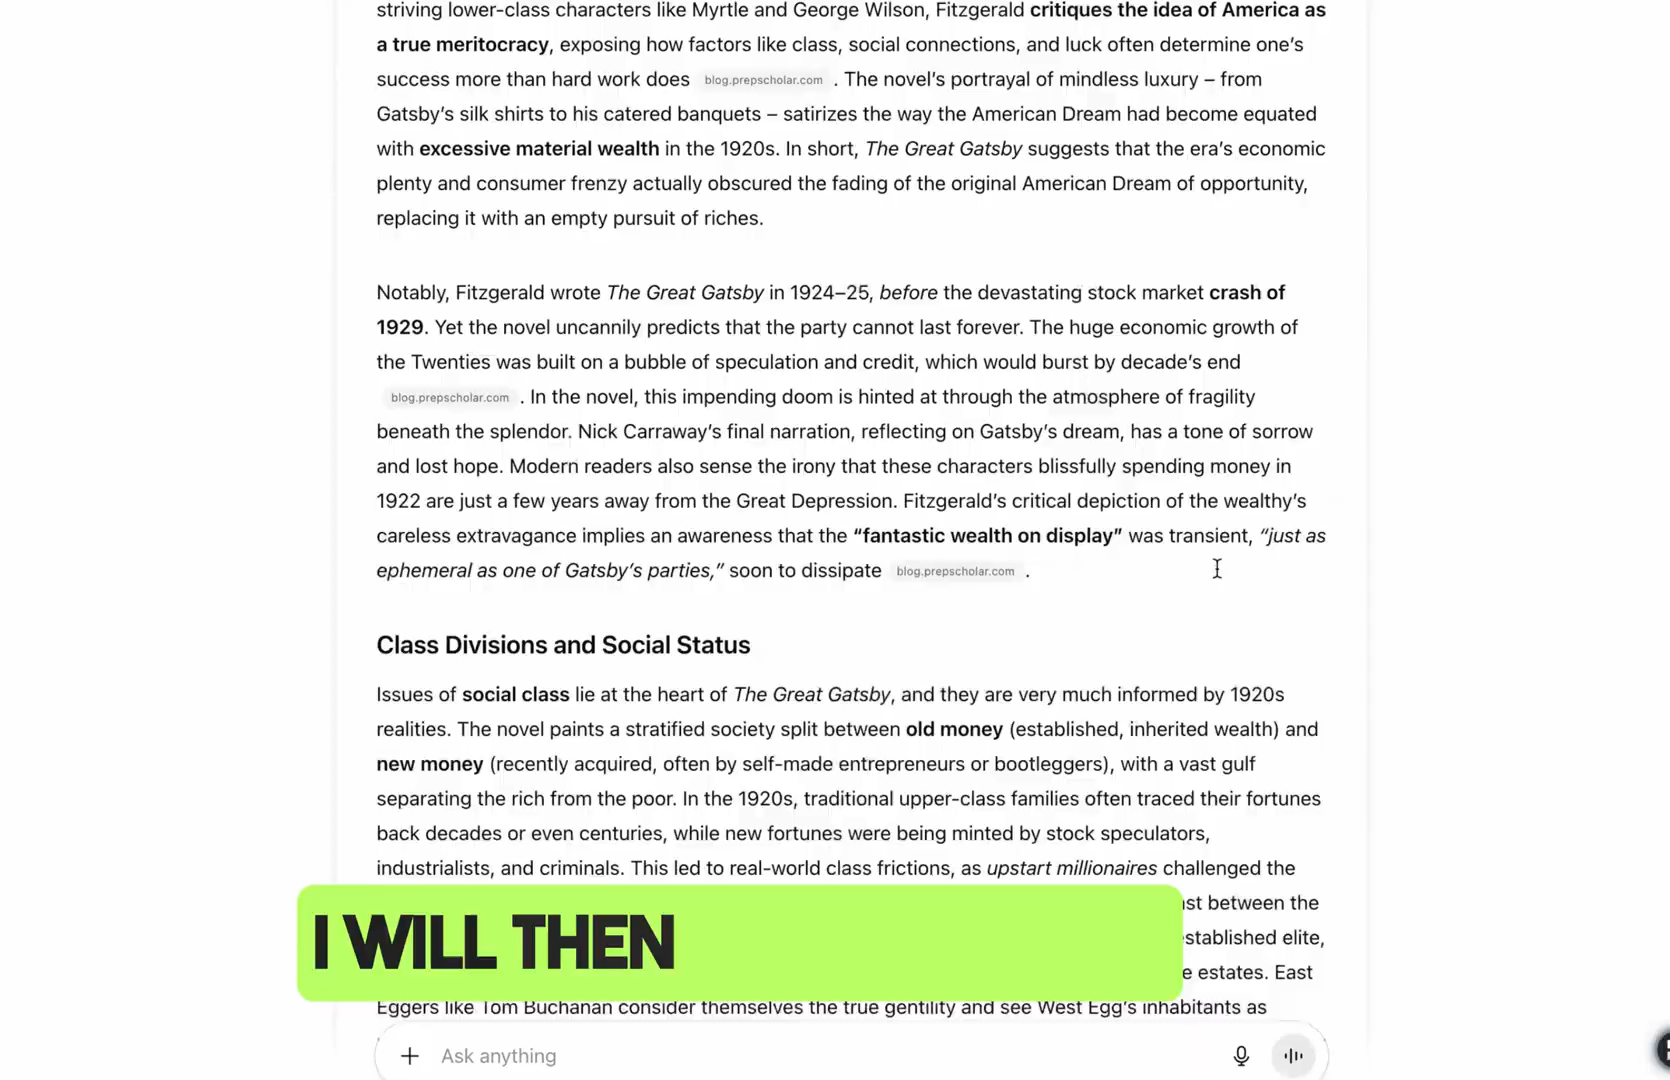 striving lower-class characters like Myrtle and George Wilson, Fitzgerald critiques the idea of America as
a true meritocracy, exposing how factors like class, social connections, and luck often determine one’s
success more than hard work does blog.prepscholar.com . The novel’s portrayal of mindless luxury – from
Gatsby’s silk shirts to his catered banquets – satirizes the way the American Dream had become equated
with excessive material wealth in the 1920s. In short, The Great Gatsby suggests that the era’s economic
plenty and consumer frenzy actually obscured the fading of the original American Dream of opportunity,
replacing it with an empty pursuit of riches.
Notably, Fitzgerald wrote The Great Gatsby in 1924–25, before the devastating stock market crash of
1929. Yet the novel uncannily predicts that the party cannot last forever. The huge economic growth of
the Twenties was built on a bubble of speculation and credit, which would burst by decade’s end
blog.prepscholar.com . In the novel, this impending doom is hinted at through the atmosphere of fragility
beneath the splendor. Nick Carraway’s final narration, reflecting on Gatsby’s dream, has a tone of sorrow
and lost hope. Modern readers also sense the irony that these characters blissfully spending money in
1922 are just a few years away from the Great Depression. Fitzgerald’s critical depiction of the wealthy’s
careless extravagance implies an awareness that the “fantastic wealth on display” was transient, “just as
ephemeral as one of Gatsby’s parties,” soon to dissipate blog.prepscholar.com .
Class Divisions and Social Status
Issues of social class lie at the heart of The Great Gatsby, and they are very much informed by 1920s
realities. The novel paints a stratified society split between old money (established, inherited wealth) and
new money (recently acquired, often by self-made entrepreneurs or bootleggers), with a vast gulf
separating the rich from the poor. In the 1920s, traditional upper-class families often traced their fortunes
back decades or even centuries, while new fortunes were being minted by stock speculators,
industrialists, and criminals. This led to real-world class frictions, as upstart millionaires challenged the
between the
elite,
estates. East
I WILL THEN
Eggers like Tom Buchanan consider themselves the true gentility and see West Egg’s inhabitants as
Ask anything